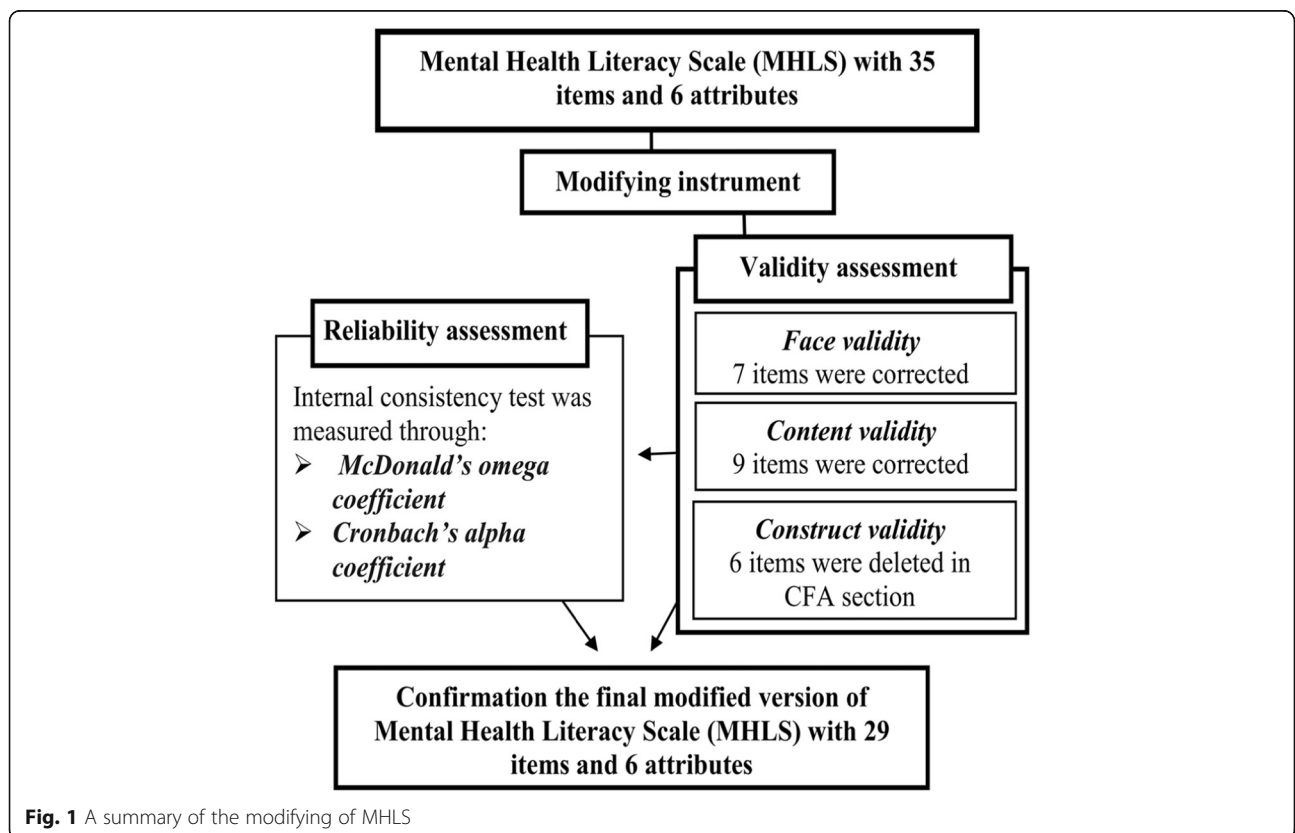 Mental Health Literacy Scale (MHLS) with 35
items and 6 attributes
Modifying instrument
Validity assessment
Face validity
7 items were corrected
Content validity
9 items were corrected
Construct validity
6 items were deleted in
CFA section
Reliability assessment
Internal consistency test was
measured through:
➢ McDonald's omega
coefficient
➢ Cronbach's alpha
coefficient
Confirmation the final modified version of
Mental Health Literacy Scale (MHLS) with 29
items and 6 attributes
Fig. 1 A summary of the modifying of MHLS